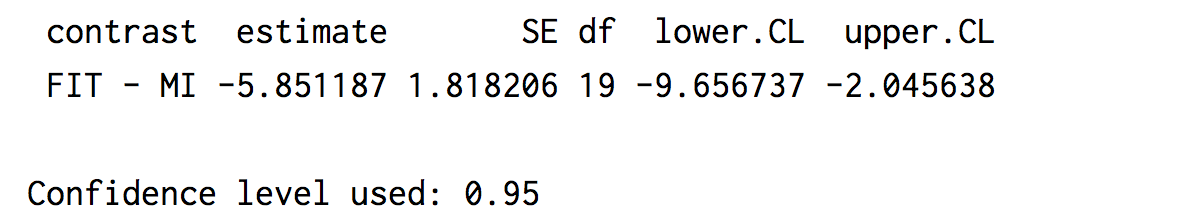 contrast estimate SE df lower.CL upper.CL
FIT - MI -5.851187 1.818206 19 -9.656737 -2.045638
Confidence level used: 0.95